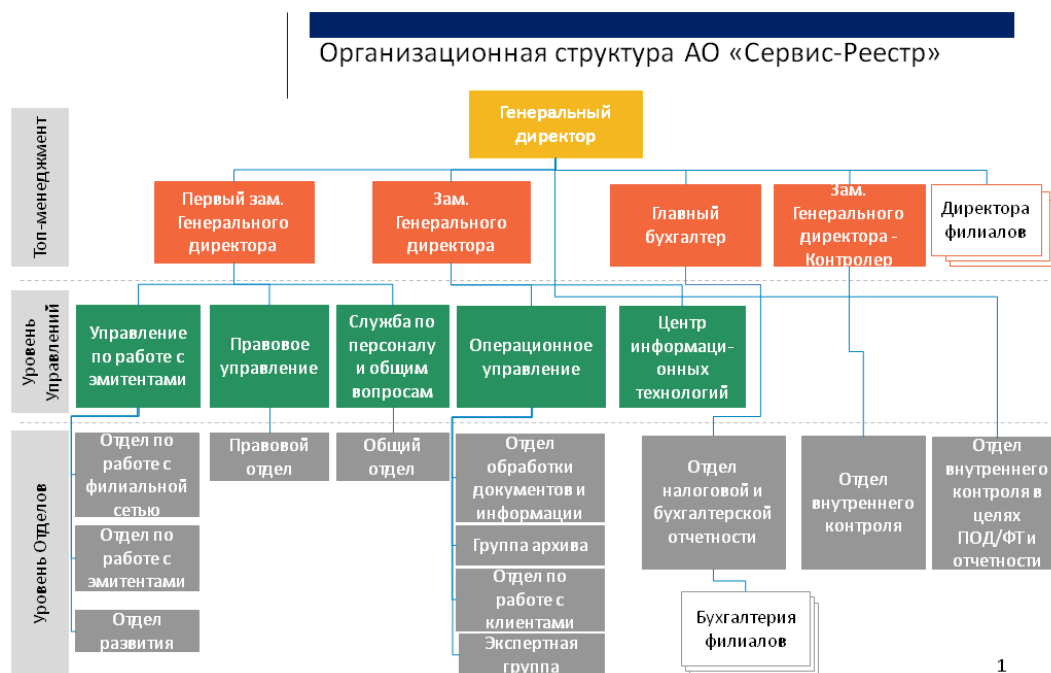 Организационная структура АО «Сервис-Реестр»
Топ-менеджмент
Генеральный
директор
Первый зам.
Генерального
директора
Зам.
Генерального
директора
Главный
бухгалтер
Зам.
Генерального
директора -
Контролер
Директора
филиалов
Уровень
Управлений
Управление
по работе с
эмитентами
Правовое
управление
Служба по
персоналу
и общим
вопросам
Операционное
управление
Центр
информаци-
онных
технологий
Уровень Отделов
Отдел по
работе с
филиальной
сетью
Отдел по
работе с
эмитентами
Отдел
развития
Правовой
отдел
Общий
отдел
Отдел
обработки
документов и
информации
Группа архива
Отдел по
работе с
клиентами
Экспертная
группа
Отдел
налоговой и
бухгалтерской
отчетности
Бухгалтерия
филиалов
Отдел
внутреннего
контроля
Отдел
внутреннего
контроля в
целях
ПОД/ФТ и
отчетности
1